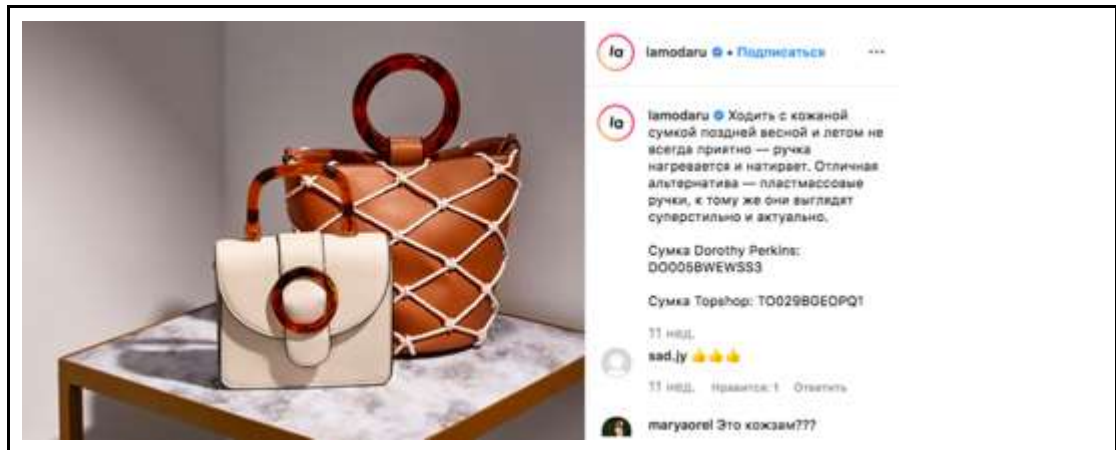 la lamodaru • Подписаться ...
la lamodaru Ходить с кожаной
сумкой поздней весной и летом не
всегда приятно — ручка
нагревается и натирает. Отличная
альтернатива — пластмассовые
ручки, к тому же они выглядят
суперстильно и актуально.
Сумка Dorothy Perkins:
DO005BWEWSS3
Сумка Topshop: TO029BGEOPQ1
11 нед.
sad.jy 👍👍👍
11 нед. Нравится: 1 Ответить
maryaorel Это кожзам???